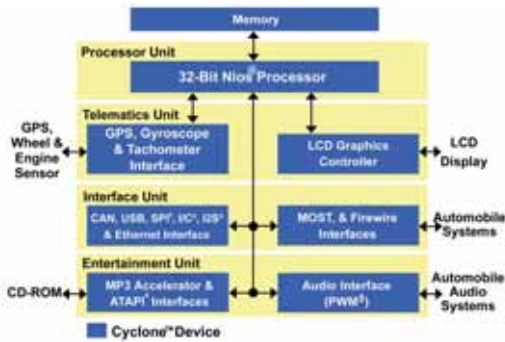 Memory
Processor Unit
32-Bit Nios® Processor
Telematics Unit
GPS,
Wheel &
Engine
Sensor
GPS, Gyroscope
& Tachometer
Interface
LCD Graphics
Controller
LCD
Display
Interface Unit
CAN, USB, SPI¹, I²C², I2S³
& Ethernet Interface
MOST, & Firewire
Interfaces
Automobile
Systems
Entertainment Unit
CD-ROM
MP3 Accelerator &
ATAPI⁴ Interfaces
Audio Interface
(PWM⁵)
Automobile
Audio
Systems
Cyclone™ Device